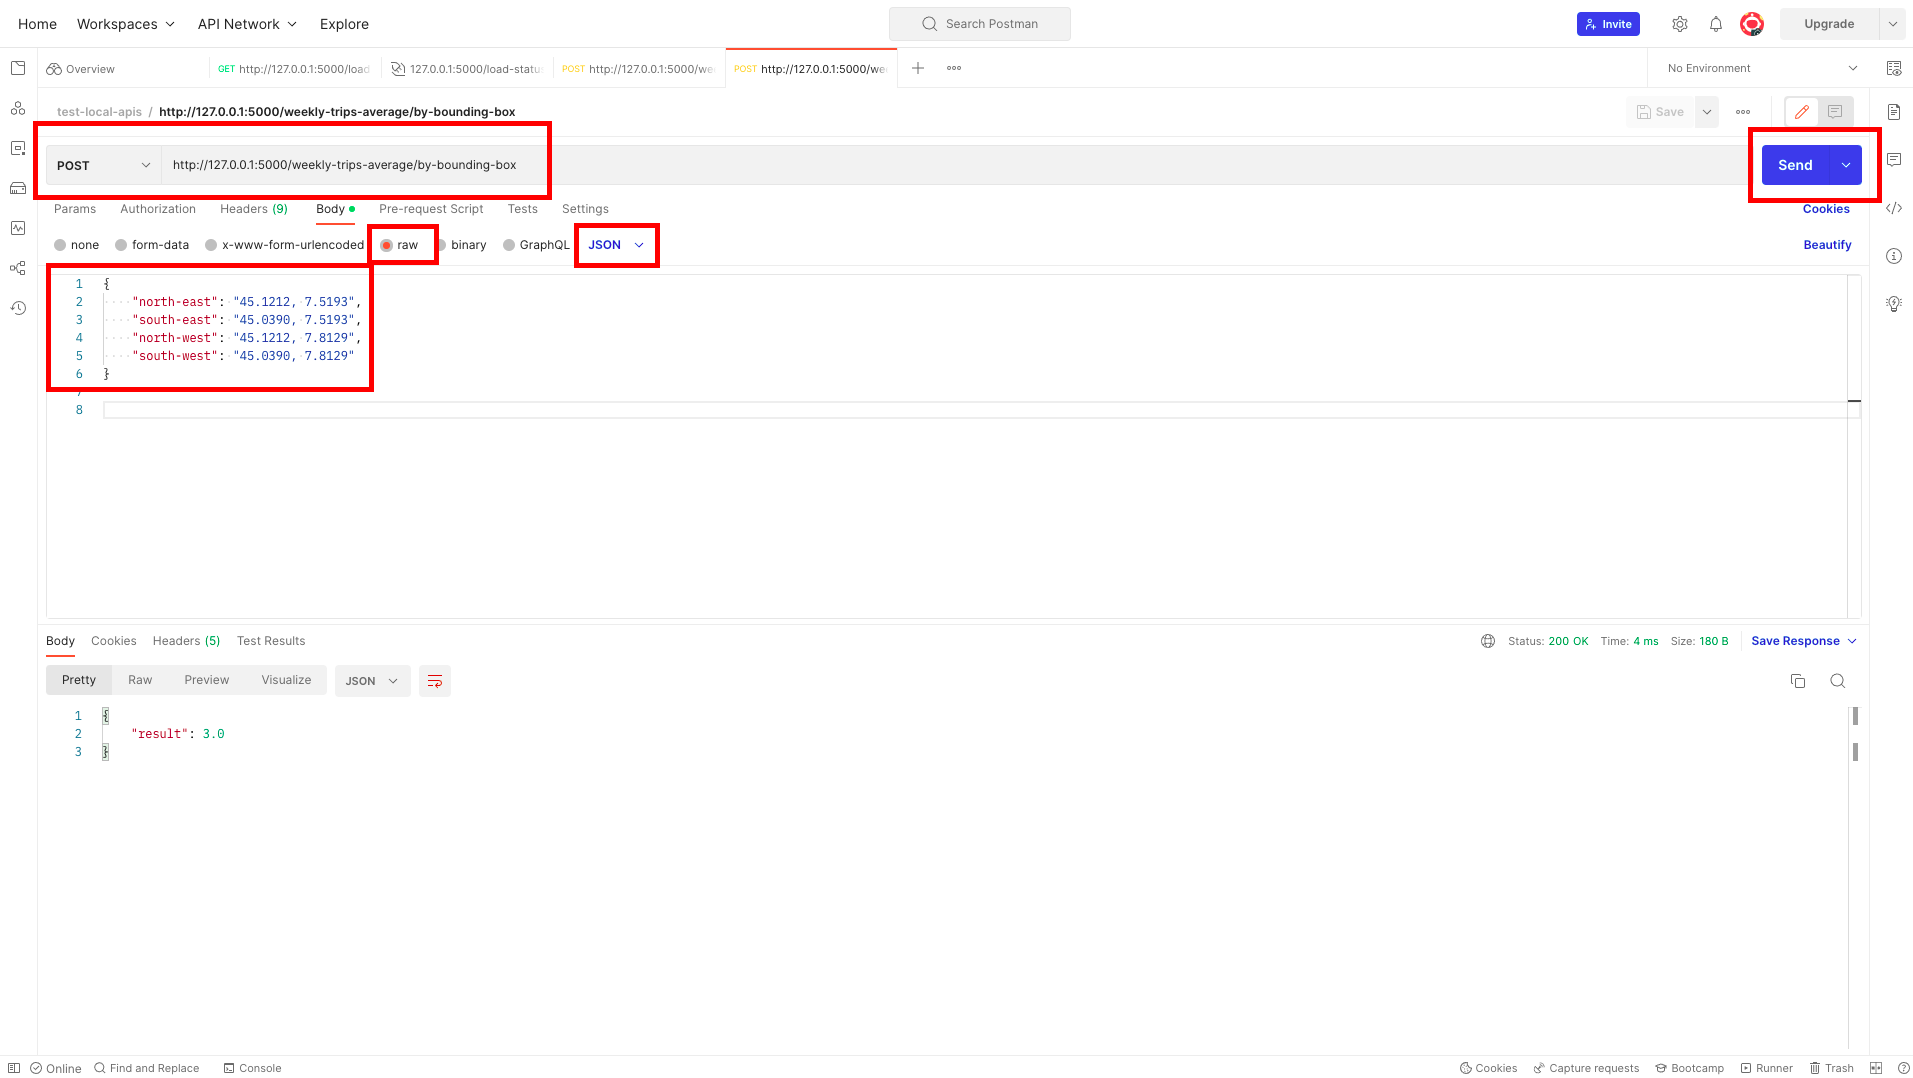 Home Workspaces API Network Explore Search Postman Invite Upgrade
Overview GET http://127.0.0.1:5000/load 127.0.0.1:5000/load-status POST http://127.0.0.1:5000/wee POST http://127.0.0.1:5000/wee No Environment
test-local-apis / http://127.0.0.1:5000/weekly-trips-average/by-bounding-box Save
POST http://127.0.0.1:5000/weekly-trips-average/by-bounding-box Send
Params Authorization Headers (9) Body Pre-request Script Tests Settings Cookies
none form-data x-www-form-urlencoded raw binary GraphQL JSON Beautify
1 {
2 "north-east": "45.1212, 7.5193",
3 "south-east": "45.0390, 7.5193",
4 "north-west": "45.1212, 7.8129",
5 "south-west": "45.0390, 7.8129"
6 }
7
8
Body Cookies Headers (5) Test Results Status: 200 OK Time: 4 ms Size: 180 B Save Response
Pretty Raw Preview Visualize JSON
1 {
2 "result": 3.0
3 }
Online Find and Replace Console Cookies Capture requests Bootcamp Runner Trash